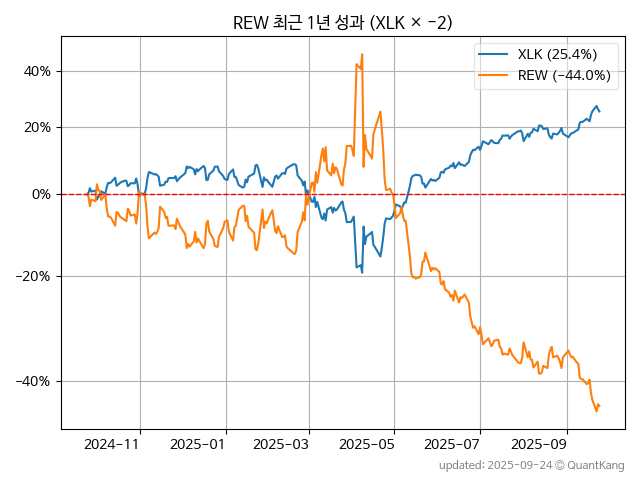 REW 최근 1년 성과 (XLK × −2)
XLK (25.4%)
REW (−44.0%)
40%
20%
0%
−20%
−40%
2024−11
2025−01
2025−03
2025−05
2025−07
2025−09
updated: 2025−09−24 ⓒ QuantKang